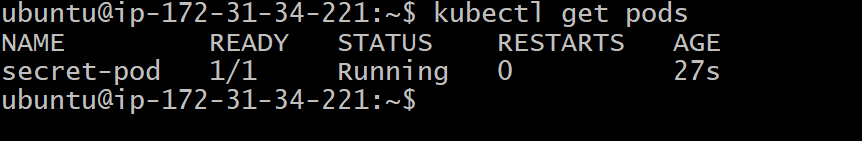 ubuntu@ip-172-31-34-221:~$ kubectl get pods
NAME         READY   STATUS    RESTARTS   AGE
secret-pod   1/1     Running   0          27s
ubuntu@ip-172-31-34-221:~$